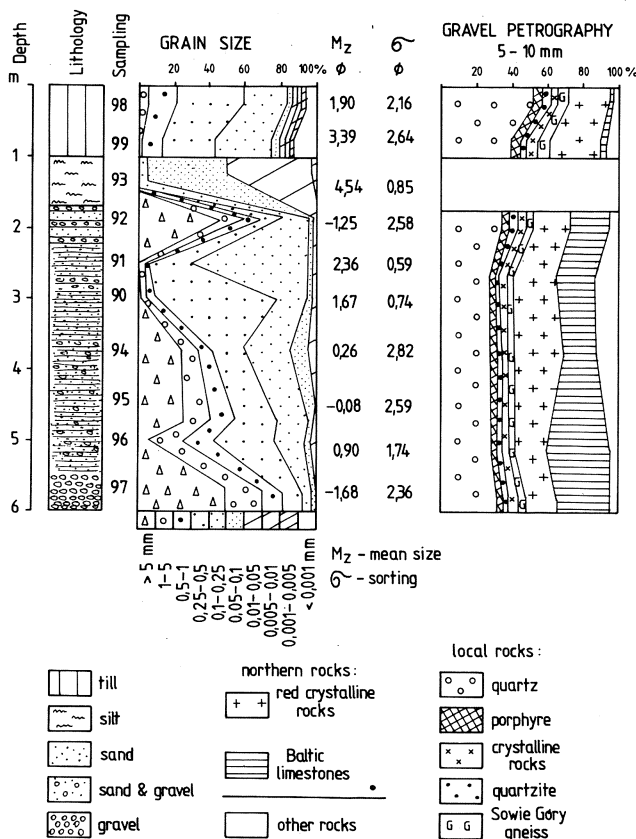 m Depth
Lithology
Sampling
GRAIN SIZE
20 40 60 80 100%
Mz
ϕ
σ
ϕ
GRAVEL PETROGRAPHY
5-10 mm
20 40 60 80 100%
98 1,90 2,16
99 3,39 2,64
1
93 4,54 0,85
92 -1,25 2,58
2
91 2,36 0,59
90 1,67 0,74
3
94 0,26 2,82
4
95 -0,08 2,59
5
96 0,90 1,74
97 -1,68 2,36
6
G
G
G
G
G
G
G
G
G
> 5 mm
1-5
0,5-1
0,25-0,5
0,1-0,25
0,05-0,1
0,01-0,05
0,005-0,01
0,001-0,005
< 0,001 mm
Mz - mean size
σ - sorting
till
silt
sand
sand & gravel
gravel
northern rocks:
red crystalline
rocks
Baltic
limestones
other rocks
local rocks:
quartz
porphyre
crystalline
rocks
quartzite
G G
Sowie Góry
gneiss